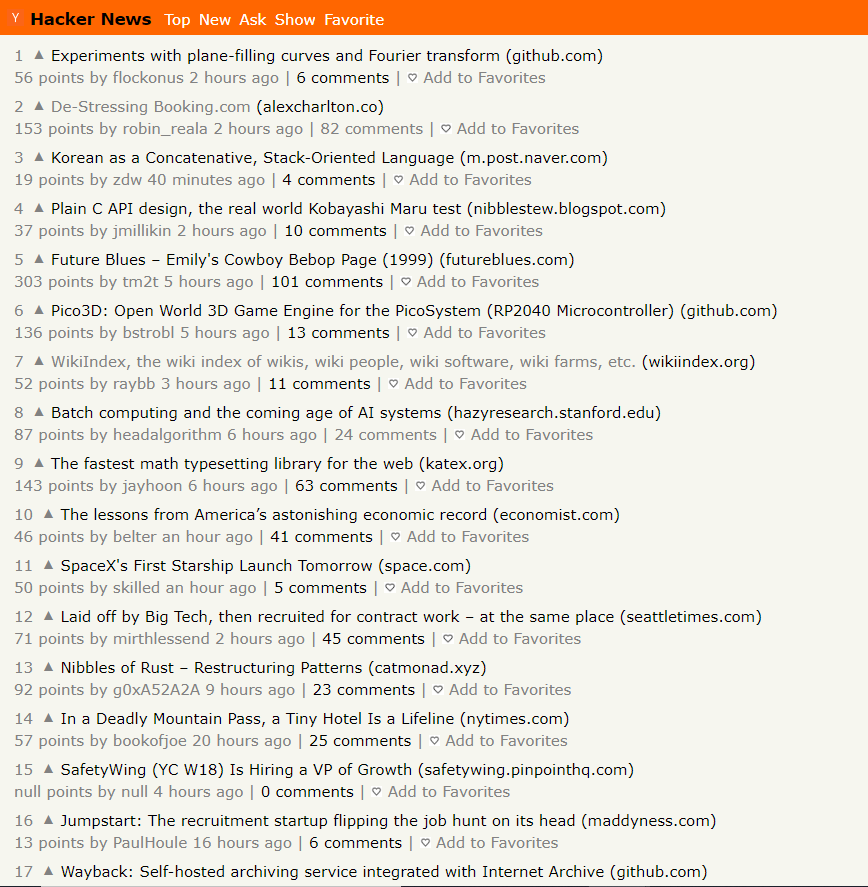 Y Hacker News Top New Ask Show Favorite
1 ▲ Experiments with plane-filling curves and Fourier transform (github.com)
56 points by flockonus 2 hours ago | 6 comments | ♡ Add to Favorites
2 ▲ De-Stressing Booking.com (alexcharlton.co)
153 points by robin_reala 2 hours ago | 82 comments | ♡ Add to Favorites
3 ▲ Korean as a Concatenative, Stack-Oriented Language (m.post.naver.com)
19 points by zdw 40 minutes ago | 4 comments | ♡ Add to Favorites
4 ▲ Plain C API design, the real world Kobayashi Maru test (nibblestew.blogspot.com)
37 points by jmillikin 2 hours ago | 10 comments | ♡ Add to Favorites
5 ▲ Future Blues – Emily's Cowboy Bebop Page (1999) (futureblues.com)
303 points by tm2t 5 hours ago | 101 comments | ♡ Add to Favorites
6 ▲ Pico3D: Open World 3D Game Engine for the PicoSystem (RP2040 Microcontroller) (github.com)
136 points by bstrobl 5 hours ago | 13 comments | ♡ Add to Favorites
7 ▲ WikiIndex, the wiki index of wikis, wiki people, wiki software, wiki farms, etc. (wikiindex.org)
52 points by raybb 3 hours ago | 11 comments | ♡ Add to Favorites
8 ▲ Batch computing and the coming age of AI systems (hazyresearch.stanford.edu)
87 points by headalgorithm 6 hours ago | 24 comments | ♡ Add to Favorites
9 ▲ The fastest math typesetting library for the web (katex.org)
143 points by jayhoon 6 hours ago | 63 comments | ♡ Add to Favorites
10 ▲ The lessons from America’s astonishing economic record (economist.com)
46 points by belter an hour ago | 41 comments | ♡ Add to Favorites
11 ▲ SpaceX's First Starship Launch Tomorrow (space.com)
50 points by skilled an hour ago | 5 comments | ♡ Add to Favorites
12 ▲ Laid off by Big Tech, then recruited for contract work – at the same place (seattletimes.com)
71 points by mirthlessend 2 hours ago | 45 comments | ♡ Add to Favorites
13 ▲ Nibbles of Rust – Restructuring Patterns (catmonad.xyz)
92 points by g0xA52A2A 9 hours ago | 23 comments | ♡ Add to Favorites
14 ▲ In a Deadly Mountain Pass, a Tiny Hotel Is a Lifeline (nytimes.com)
57 points by bookofjoe 20 hours ago | 25 comments | ♡ Add to Favorites
15 ▲ SafetyWing (YC W18) Is Hiring a VP of Growth (safetywing.pinpointhq.com)
null points by null 4 hours ago | 0 comments | ♡ Add to Favorites
16 ▲ Jumpstart: The recruitment startup flipping the job hunt on its head (maddyness.com)
13 points by PaulHoule 16 hours ago | 6 comments | ♡ Add to Favorites
17 ▲ Wayback: Self-hosted archiving service integrated with Internet Archive (github.com)